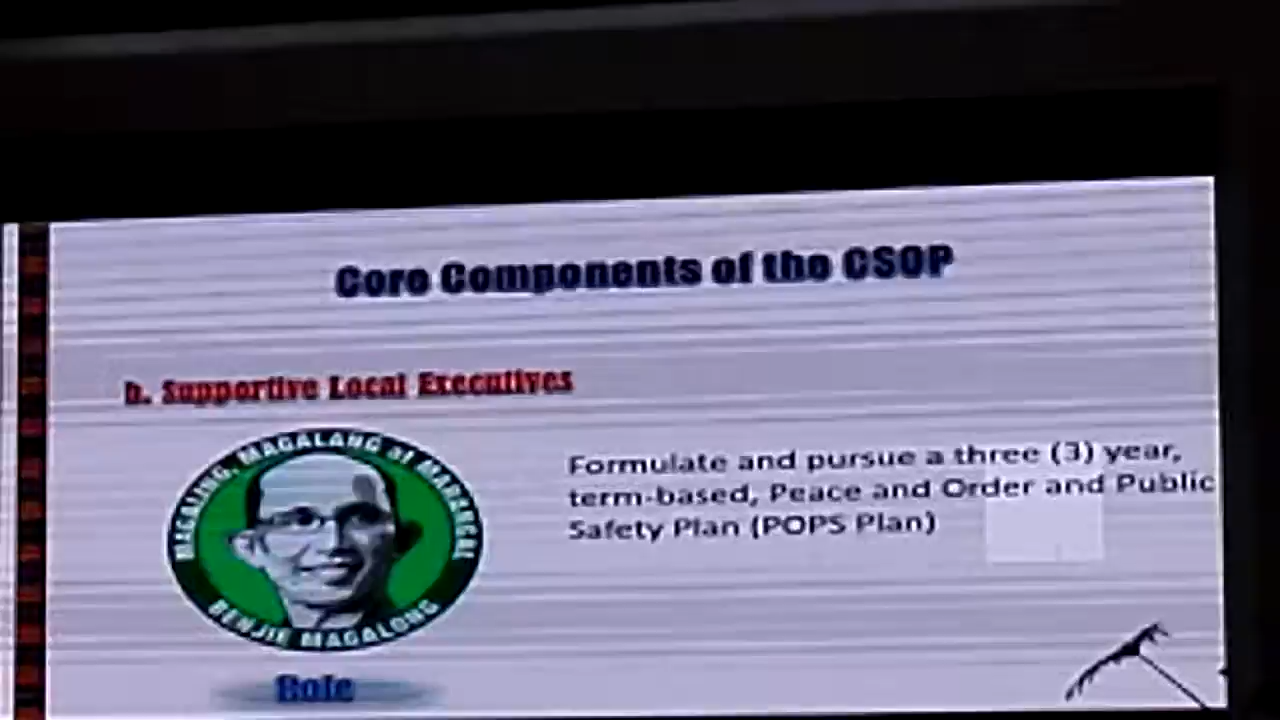 Core Components of the CSOP
b. Supportive Local Executives
MAGALING, MAGALANG at MARANGAL
BENJIE MAGALONG
Formulate and pursue a three (3) year,
term-based, Peace and Order and Public
Safety Plan (POPS Plan)
Role